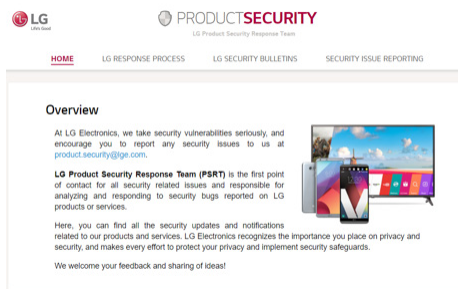 LG
Life's Good
PRODUCTSECURITY
LG Product Security Response Team
HOME
LG RESPONSE PROCESS
LG SECURITY BULLETINS
SECURITY ISSUE REPORTING
Overview
At LG Electronics, we take security vulnerabilities seriously, and
encourage you to report any security issues to us at
product.security@lge.com.
LG Product Security Response Team (PSRT) is the first point
of contact for all security related issues and responsible for
analyzing and responding to security bugs reported on LG
products or services.
Here, you can find all the security updates and notifications
related to our products and services. LG Electronics recognizes the importance you place on privacy and
security, and makes every effort to protect your privacy and implement security safeguards.
We welcome your feedback and sharing of ideas!